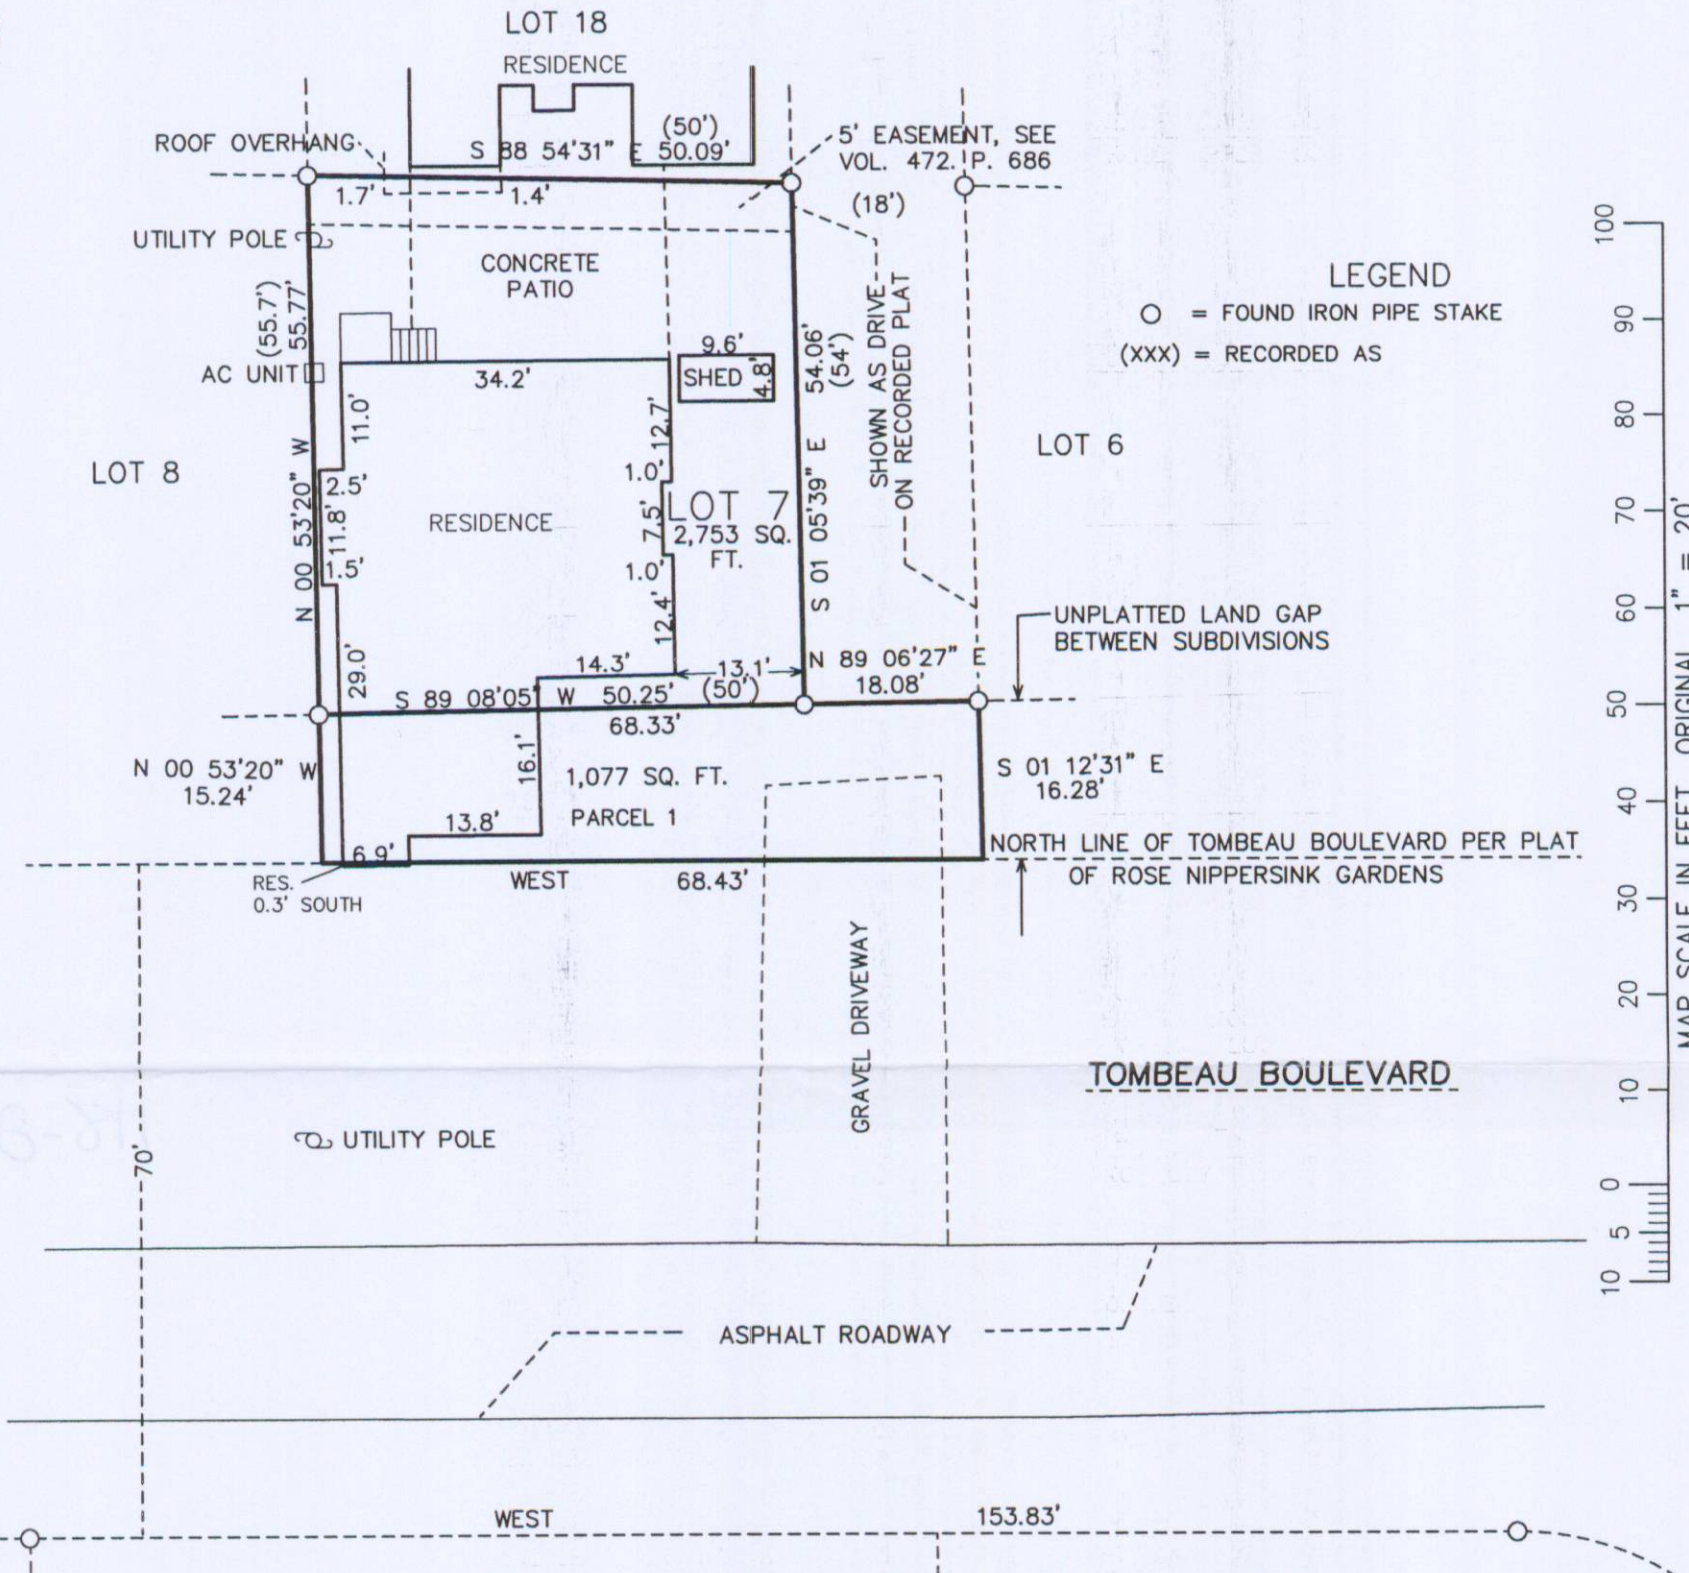 LOT 18
RESIDENCE
(50')
S 88 54'31" E 50.09'
ROOF OVERHANG
5' EASEMENT, SEE
VOL. 472. P. 686
1.7'
1.4'
(18')
UTILITY POLE
CONCRETE
PATIO
LEGEND
= FOUND IRON PIPE STAKE
(XXX) = RECORDED AS
(55.7')
55.77'
N 00 53'20" W
AC UNIT
34.2'
9.6'
SHED
4.8'
54.06'
(54')
S 01 05'39" E
SHOWN AS DRIVE
ON RECORDED PLAT
11.0'
12.7'
LOT 8
LOT 6
2.5'
11.8'
1.5'
1.0'
7.5'
1.0'
LOT 7
2,753 SQ.
FT.
RESIDENCE
29.0'
12.4'
UNPLATTED LAND GAP
BETWEEN SUBDIVISIONS
14.3'
13.1'
N 89 06'27" E
18.08'
S 89 08'05" W 50.25' (50')
68.33'
N 00 53'20" W
15.24'
16.1'
1,077 SQ. FT.
PARCEL 1
S 01 12'31" E
16.28'
13.8'
6.9'
NORTH LINE OF TOMBEAU BOULEVARD PER PLAT
OF ROSE NIPPERSINK GARDENS
RES.
0.3' SOUTH
WEST 68.43'
GRAVEL DRIVEWAY
TOMBEAU BOULEVARD
UTILITY POLE
70'
ASPHALT ROADWAY
WEST 153.83'
100
90
80
70
60
50
40
30
20
10
0
5
10
MAP SCALE IN FEET ORIGINAL 1" = 20'